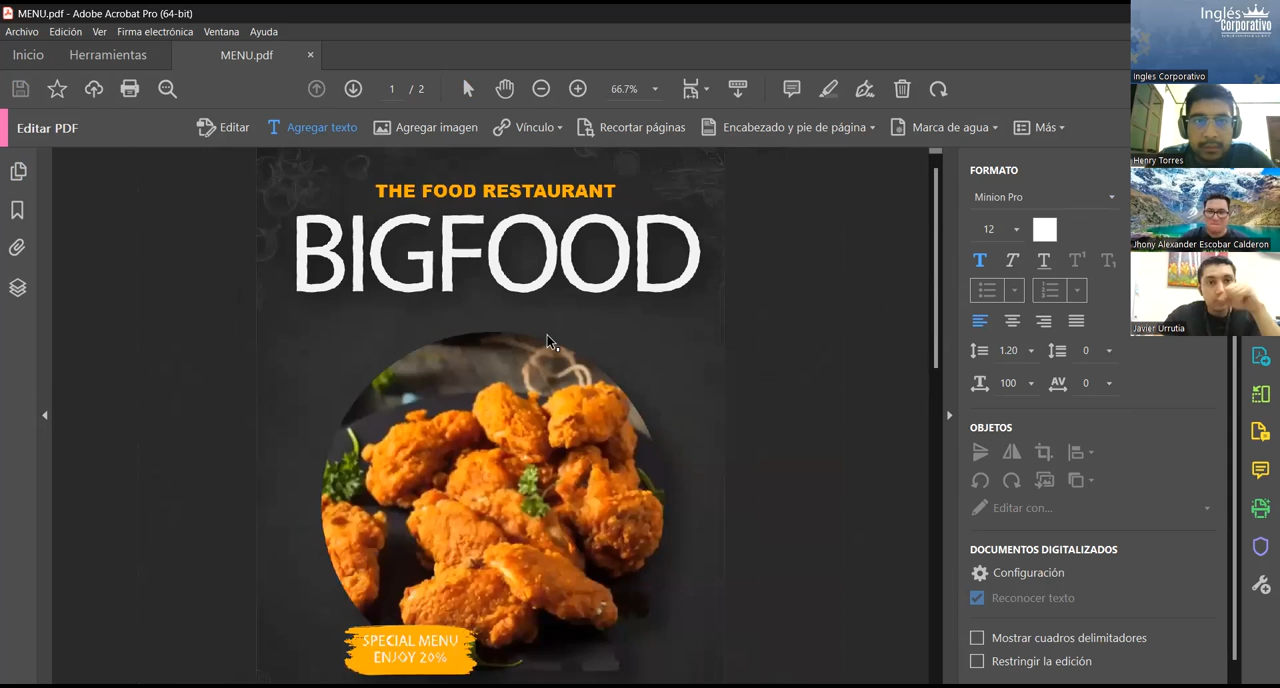 MENU.pdf - Adobe Acrobat Pro (64-bit)
Archivo Edición Ver Firma electrónica Ventana Ayuda
Inicio Herramientas MENU.pdf ×
1 / 2 66.7%
Editar PDF Editar Agregar texto Agregar imagen Vínculo Recortar páginas Encabezado y pie de página Marca de agua Más
THE FOOD RESTAURANT
BIGFOOD
SPECIAL MENU
ENJOY 20%
FORMATO
Minion Pro
12
T T T T¹ T₁
1.20 0
100 AV 0
OBJETOS
Editar con...
DOCUMENTOS DIGITALIZADOS
Configuración
Reconocer texto
Mostrar cuadros delimitadores
Restringir la edición
Inglés
Corporativo
Ingles Corporativo
Henry Torres
Jhony Alexander Escobar Calderon
Javier Urrutia